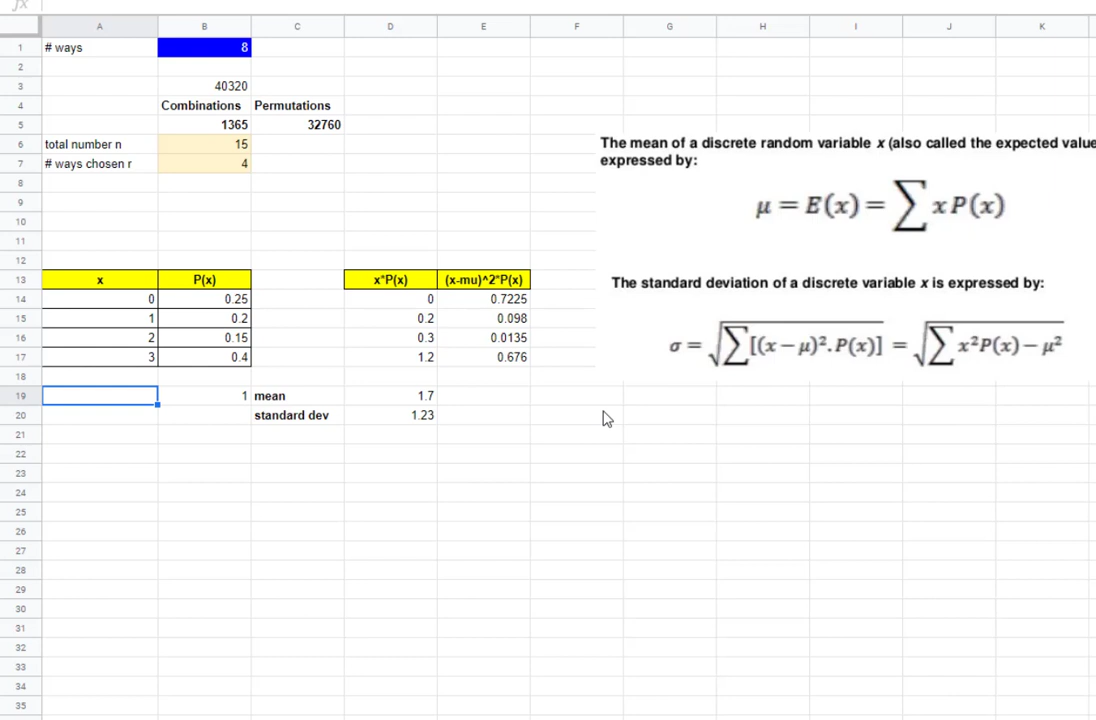 fx
A B C D E F G H I J K
1 # ways 8
2
3 40320
4 Combinations Permutations
5 1365 32760
6 total number n 15
7 # ways chosen r 4
8
9
10
11
12
13 x P(x) x*P(x) (x-mu)^2*P(x)
14 0 0.25 0 0.7225
15 1 0.2 0.2 0.098
16 2 0.15 0.3 0.0135
17 3 0.4 1.2 0.676
18
19 1 mean 1.7
20 standard dev 1.23
21
22
23
24
25
26
27
28
29
30
31
32
33
34
35
The mean of a discrete random variable x (also called the expected value
expressed by:
μ = E(x) = ∑ x P(x)
The standard deviation of a discrete variable x is expressed by:
σ = √∑[(x − μ)².P(x)] = √∑x²P(x) − μ²